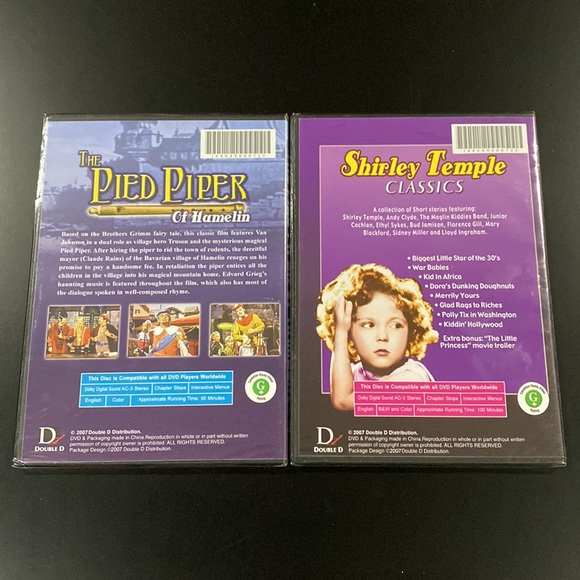 THE
PIED PIPER
Of Hamelin
Based on the Brothers Grimm fairy tale, this classic film features Van
Johnson in a dual role as village hero Truson and the mysterious magical
Pied Piper. After hiring the piper to rid the town of rodents, the deceitful
mayor (Claude Rains) of the Bavarian village of Hamelin reneges on his
promise to pay a handsome fee. In retaliation the piper entices all the
children in the village into his magical mountain home. Edvard Grieg's
haunting music is featured throughout the film, which also has most of
the dialogue spoken in well-composed rhyme.
This Disc is Compatible with all DVD Players Worldwide
Dolby Digital Sound AC-3 Stereo
Chapter Stops
Interactive Menus
English
Color
Approximate Running Time: 90 Minutes
G
D
DOUBLE D
© 2007 Double D Distribution.
DVD & Packaging made in China Reproduction in whole or in part without written
permission of copyright owner is prohibited. ALL RIGHTS RESERVED.
Package Design ©2007 Double D Distribution.
Shirley Temple
CLASSICS
A collection of Short stories featuring:
Shirley Temple, Andy Clyde, The Maglin Kiddies Band, Junior
Cochlan, Ethyl Sykes, Bud Jamison, Florence Gill, Mary
Blackford, Sidney Miller and Lloyd Ingraham.
• Biggest Little Star of the 30's
• War Babies
• Kid in Africa
• Dora's Dunking Doughnuts
• Merrily Yours
• Glad Rags to Riches
• Polly Tix in Washington
• Kiddin' Hollywood
Extra bonus: "The Little
Princess" movie trailer
This Disc is Compatible with all DVD Players Worldwide
Dolby Digital Sound AC-3 Stereo
Chapter Stops
Interactive Menus
English
B&W and Color
Approximate Running Time: 100 Minutes
G
D
DOUBLE D
© 2007 Double D Distribution.
DVD & Packaging made in China Reproduction in whole or in part without written
permission of copyright owner is prohibited. ALL RIGHTS RESERVED.
Package Design ©2007 Double D Distribution.